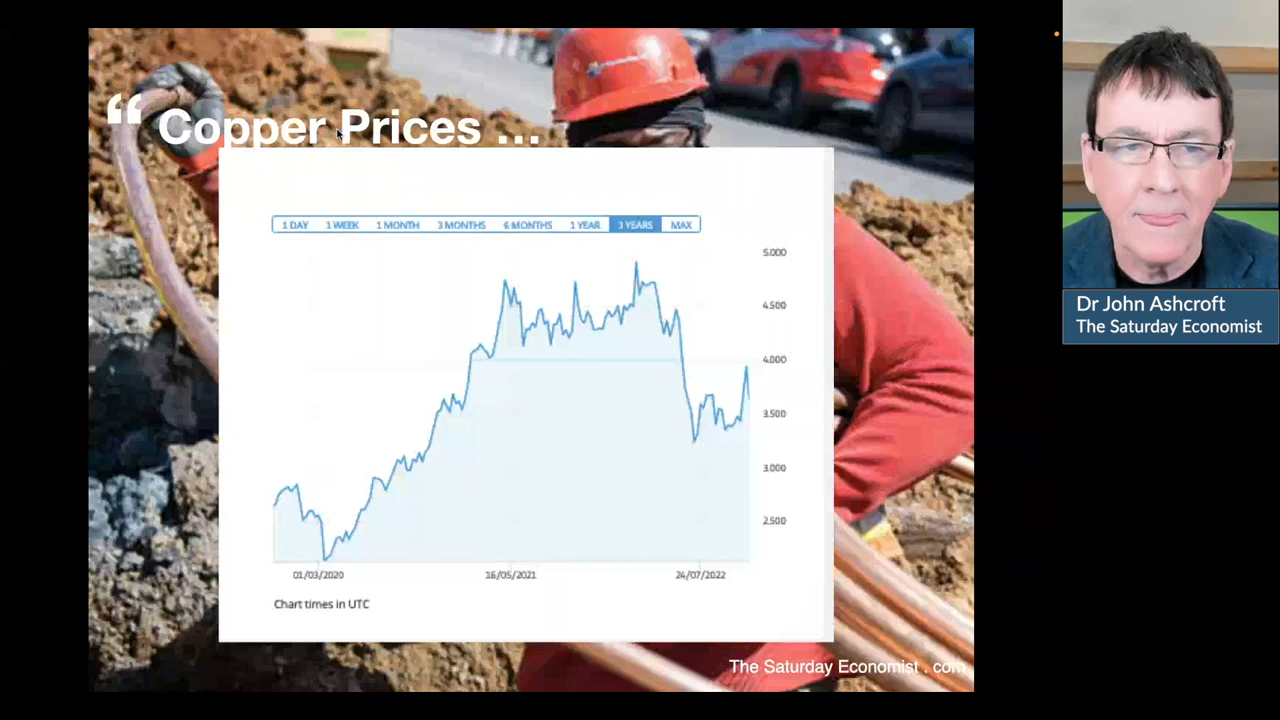 “ Copper Prices ...
1 DAY 1 WEEK 1 MONTH 3 MONTHS 6 MONTHS 1 YEAR 3 YEARS MAX
5.000
4.500
4.000
3.500
3.000
2.500
01/03/2020 16/05/2021 24/07/2022
Chart times in UTC
The Saturday Economist . com
Dr John Ashcroft
The Saturday Economist